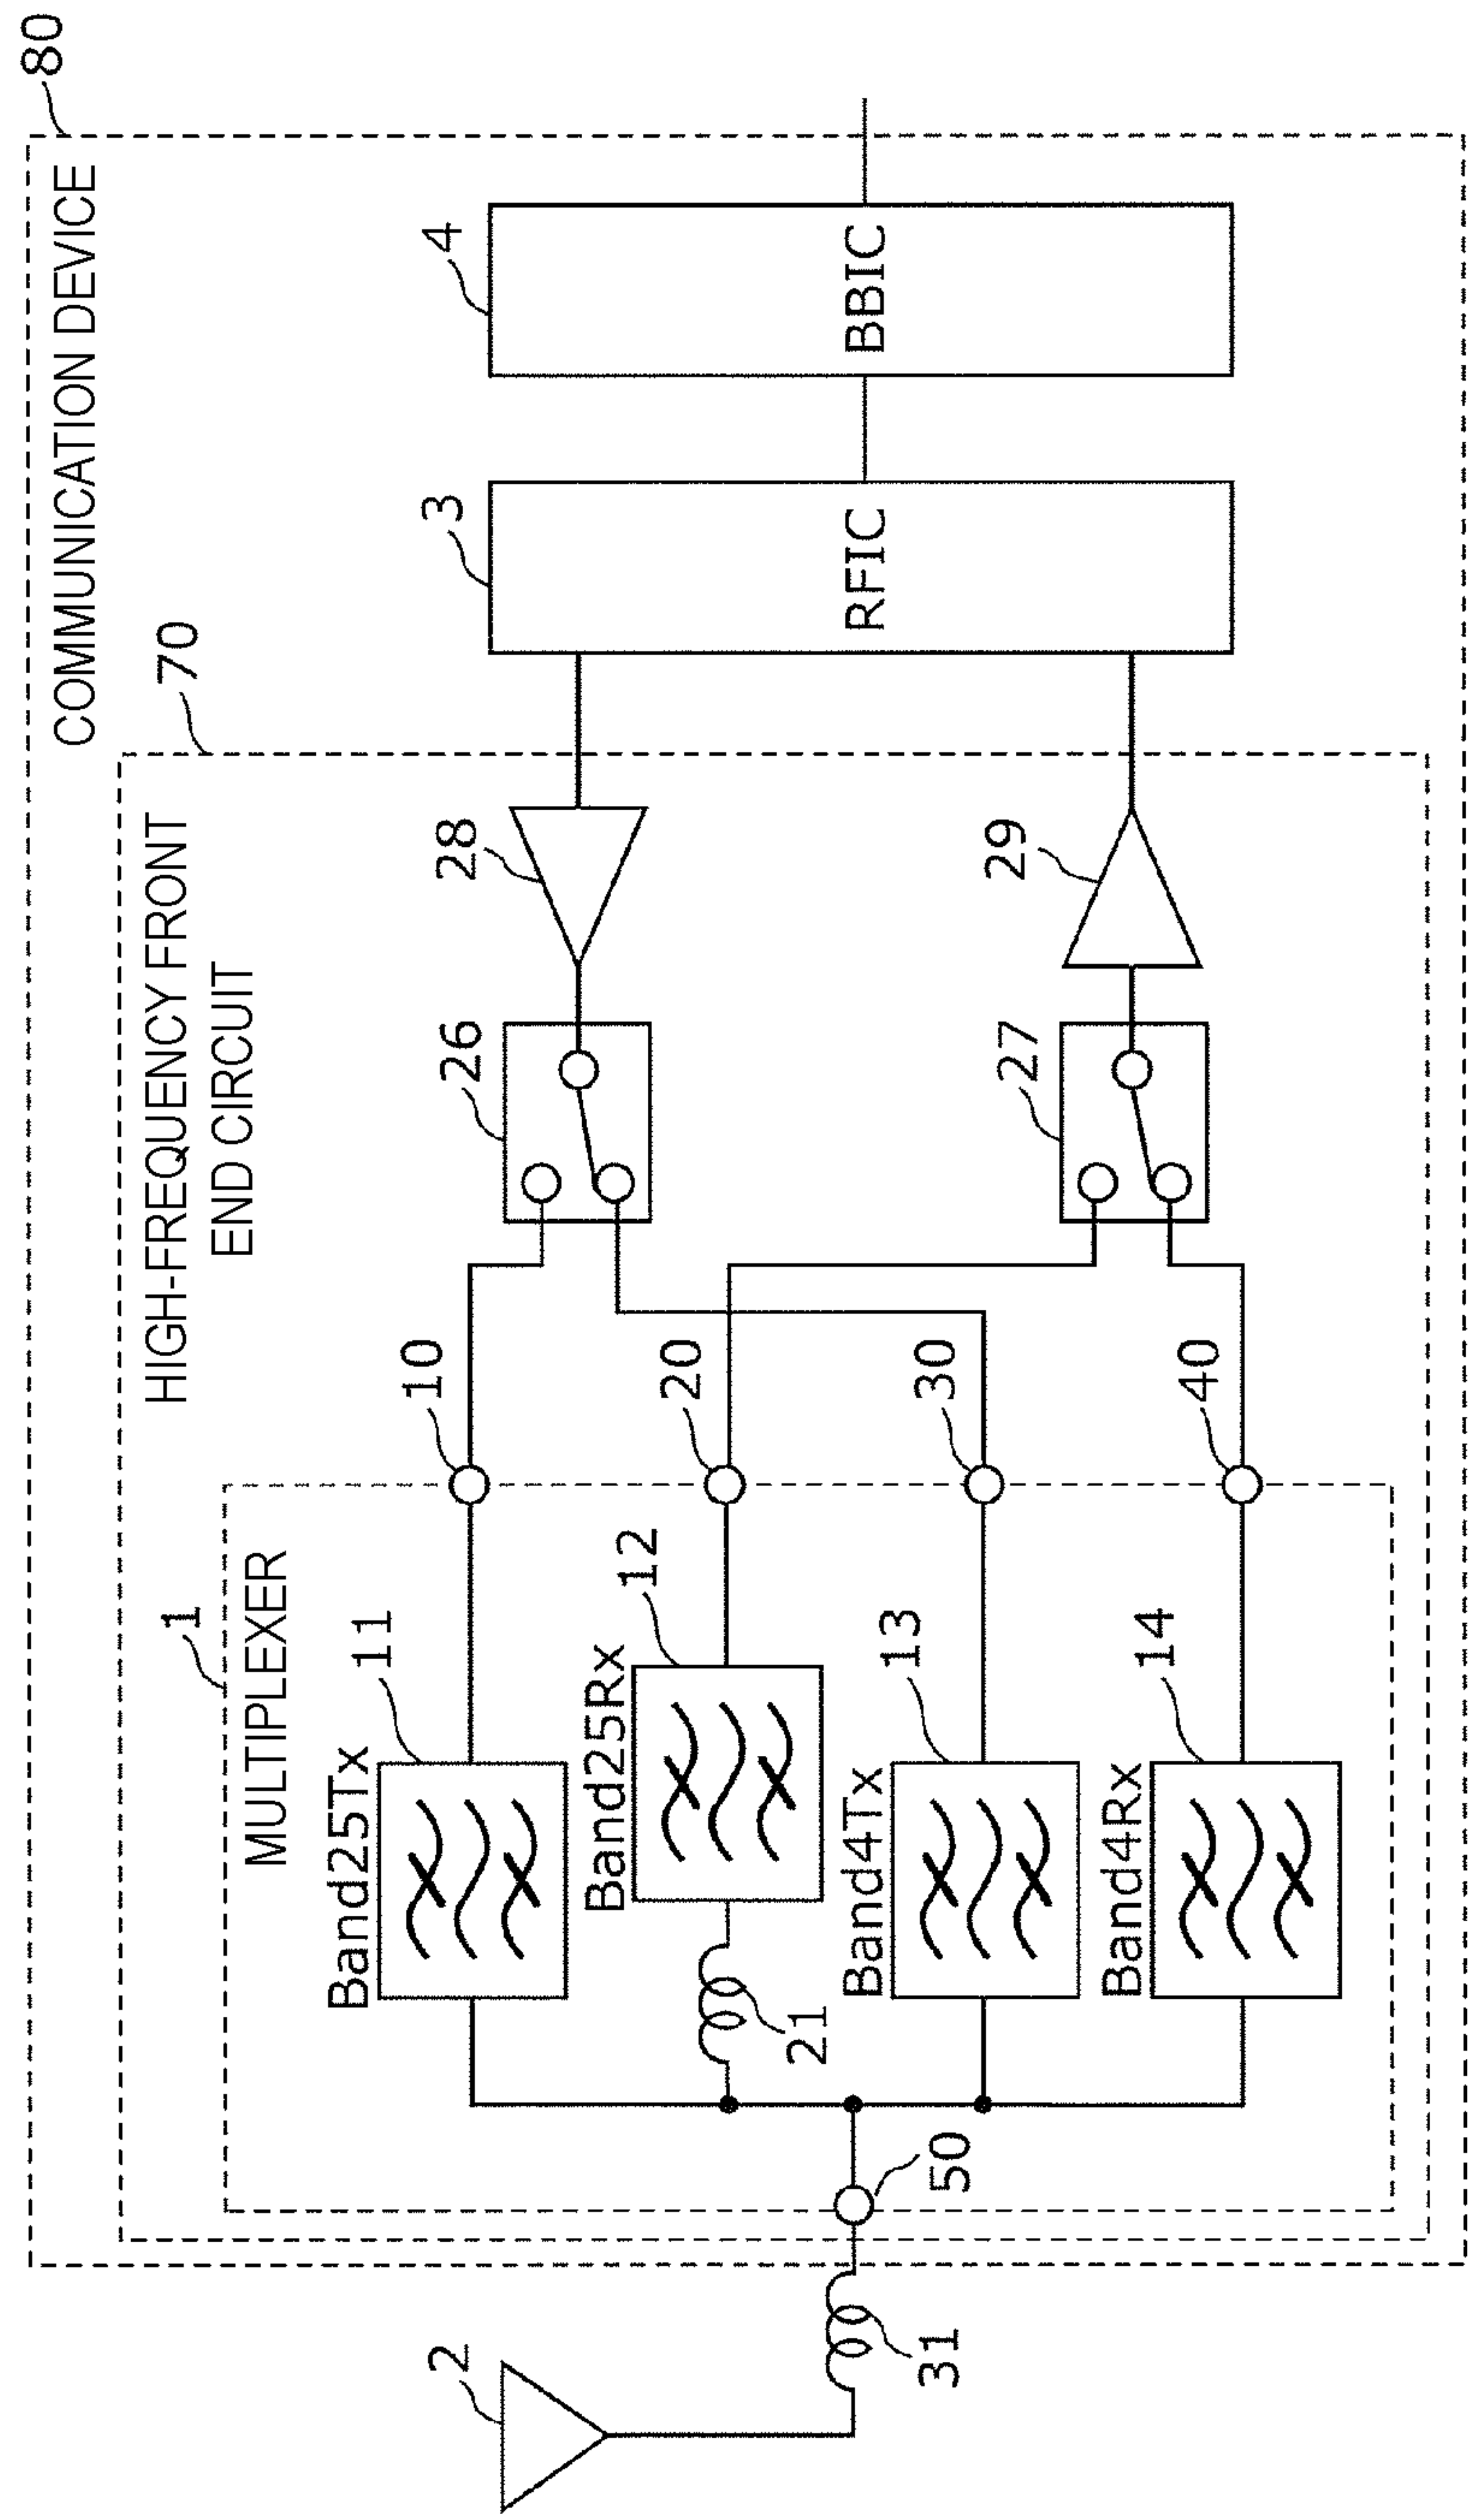 80
COMMUNICATION DEVICE
70
HIGH-FREQUENCY FRONT
END CIRCUIT
1
MULTIPLEXER
2
Band25Tx
11
10
26
28
3
4
RFIC
BBIC
Band25Rx
12
20
21
31
50
Band4Tx
13
30
27
29
Band4Rx
14
40